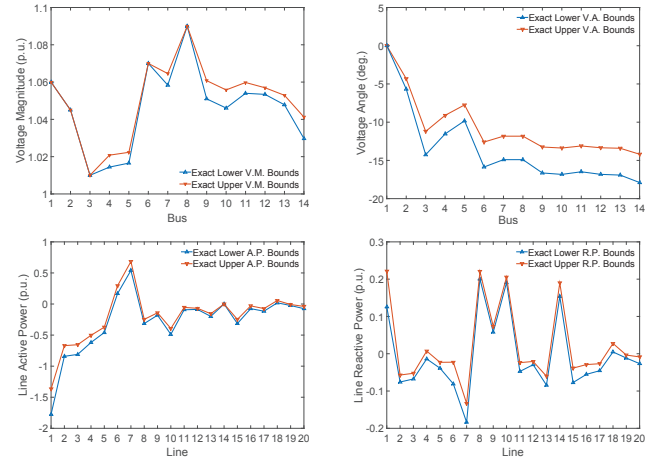 1.1
1.08
1.06
1.04
1.02
1
Voltage Magnitude (p.u.)
Exact Lower V.M. Bounds
Exact Upper V.M. Bounds
1 2 3 4 5 6 7 8 9 10 11 12 13 14
Bus
5
0
-5
-10
-15
-20
Voltage Angle (deg.)
Exact Lower V.A. Bounds
Exact Upper V.A. Bounds
1 2 3 4 5 6 7 8 9 10 11 12 13 14
Bus
1
0.5
0
-0.5
-1
-1.5
-2
Line Active Power (p.u.)
Exact Lower A.P. Bounds
Exact Upper A.P. Bounds
1 2 3 4 5 6 7 8 9 10 11 12 13 14 15 16 17 18 19 20
Line
0.3
0.2
0.1
0
-0.1
-0.2
Line Reactive Power (p.u.)
Exact Lower R.P. Bounds
Exact Upper R.P. Bounds
1 2 3 4 5 6 7 8 9 10 11 12 13 14 15 16 17 18 19 20
Line